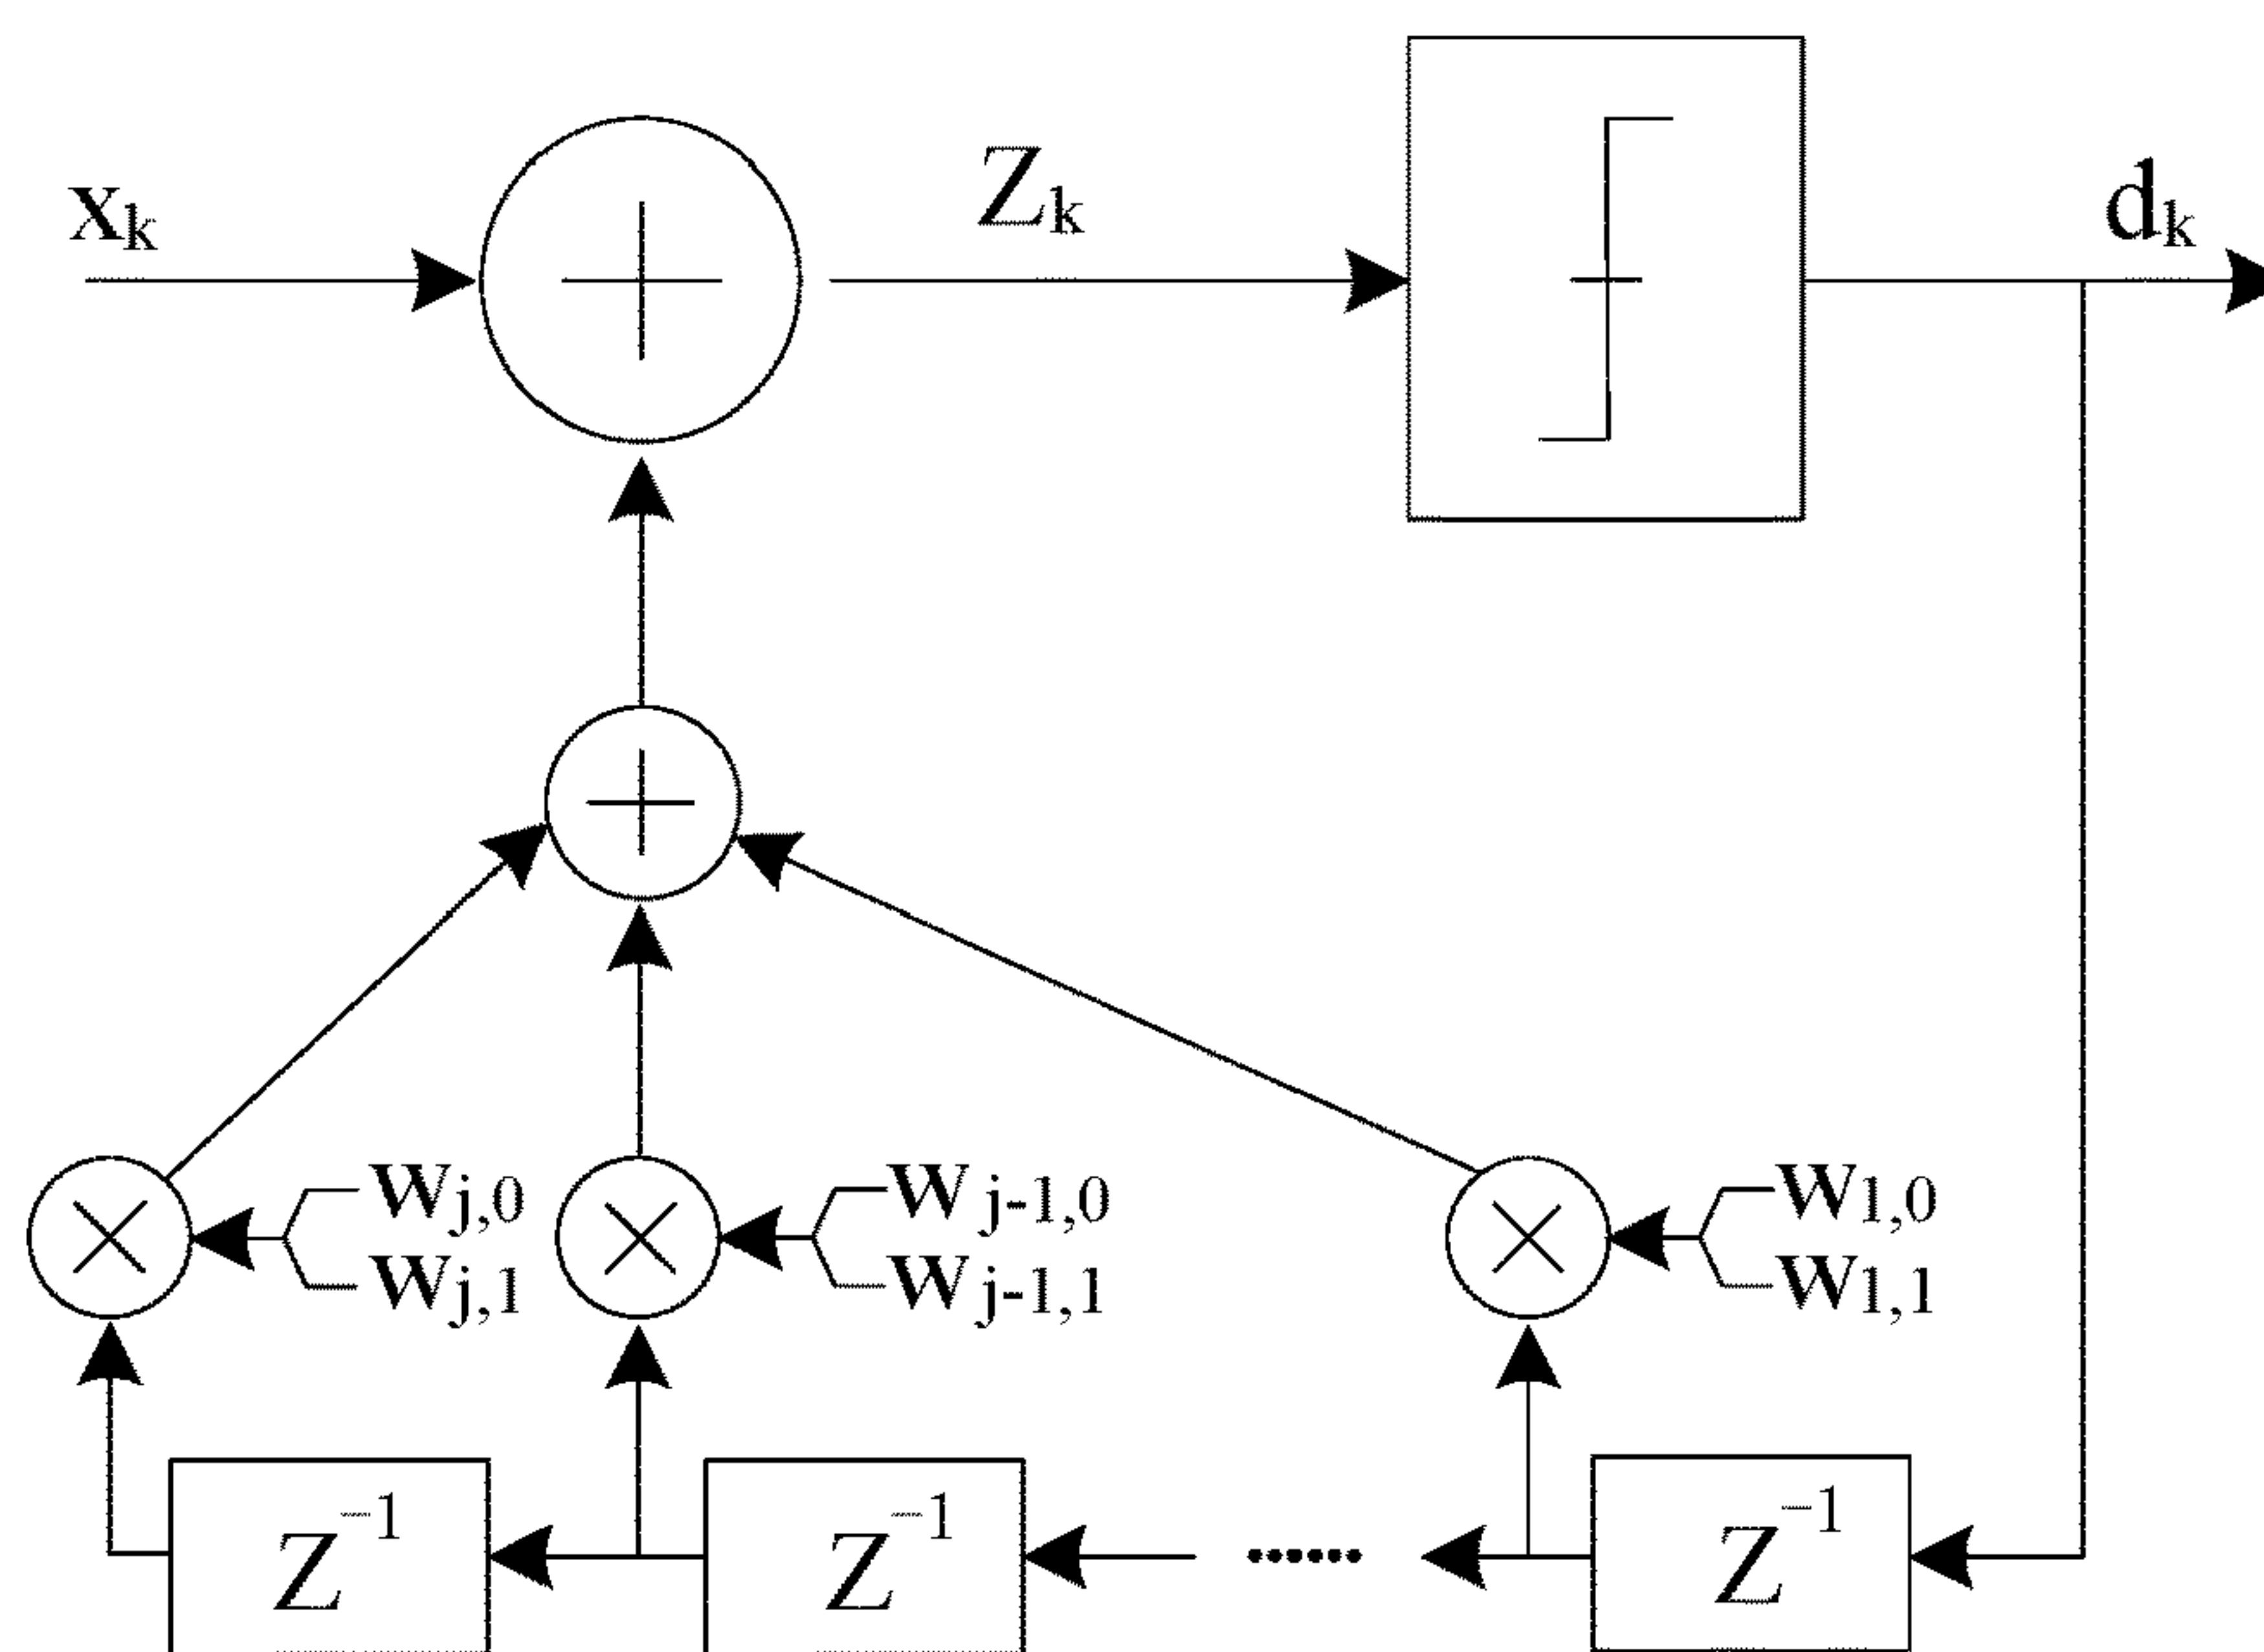 xk
Zk
dk
Wj,0
Wj,1
Wj-1,0
Wj-1,1
W1,0
W1,1
Z−1
Z−1
......
Z−1